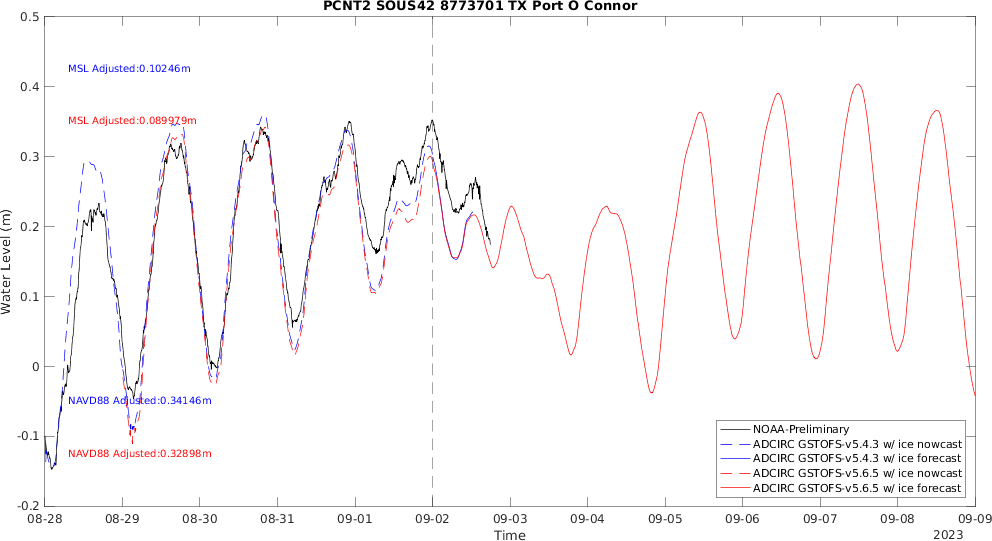 PCNT2 SOUS42 8773701 TX Port O Connor
0.5
0.4
0.3
0.2
0.1
0
-0.1
-0.2
Water Level (m)
MSL Adjusted:0.10246m
MSL Adjusted:0.089979m
NAVD88 Adjusted:0.34146m
NAVD88 Adjusted:0.32898m
NOAA-Preliminary
ADCIRC GSTOFS-v5.4.3 w/ ice nowcast
ADCIRC GSTOFS-v5.4.3 w/ ice forecast
ADCIRC GSTOFS-v5.6.5 w/ ice nowcast
ADCIRC GSTOFS-v5.6.5 w/ ice forecast
08-28 08-29 08-30 08-31 09-01 09-02 09-03 09-04 09-05 09-06 09-07 09-08 09-09
Time
2023